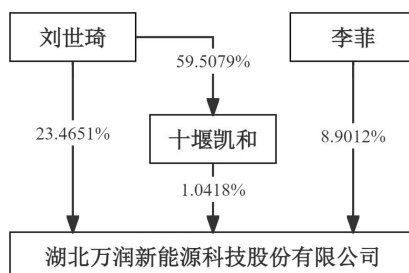 刘世琦
李菲
59.5079%
23.4651%
十堰凯和
8.9012%
1.0418%
湖北万润新能源科技股份有限公司